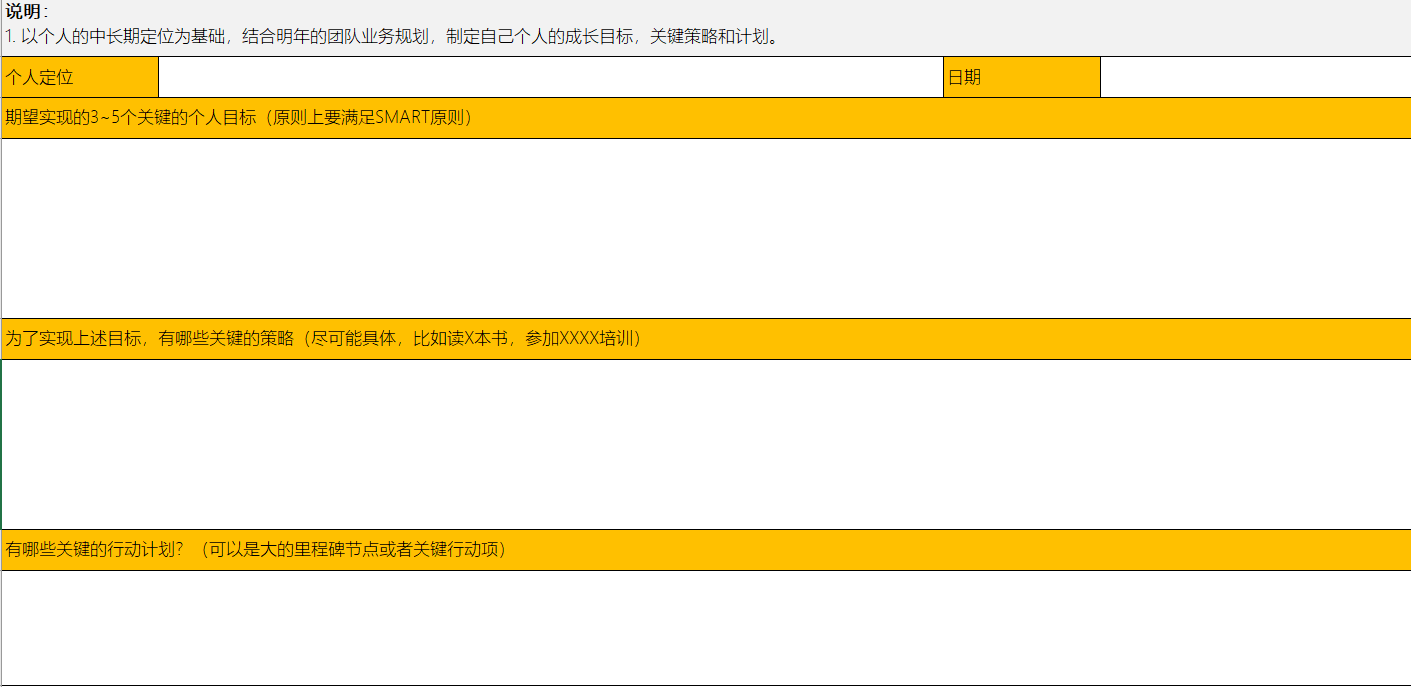 说明：
1. 以个人的中长期定位为基础，结合明年的团队业务规划，制定自己个人的成长目标，关键策略和计划。
个人定位
日期
期望实现的3~5个关键的个人目标（原则上要满足SMART原则）
为了实现上述目标，有哪些关键的策略（尽可能具体，比如读X本书，参加XXXX培训）
有哪些关键的行动计划？（可以是大的里程碑节点或者关键行动项）